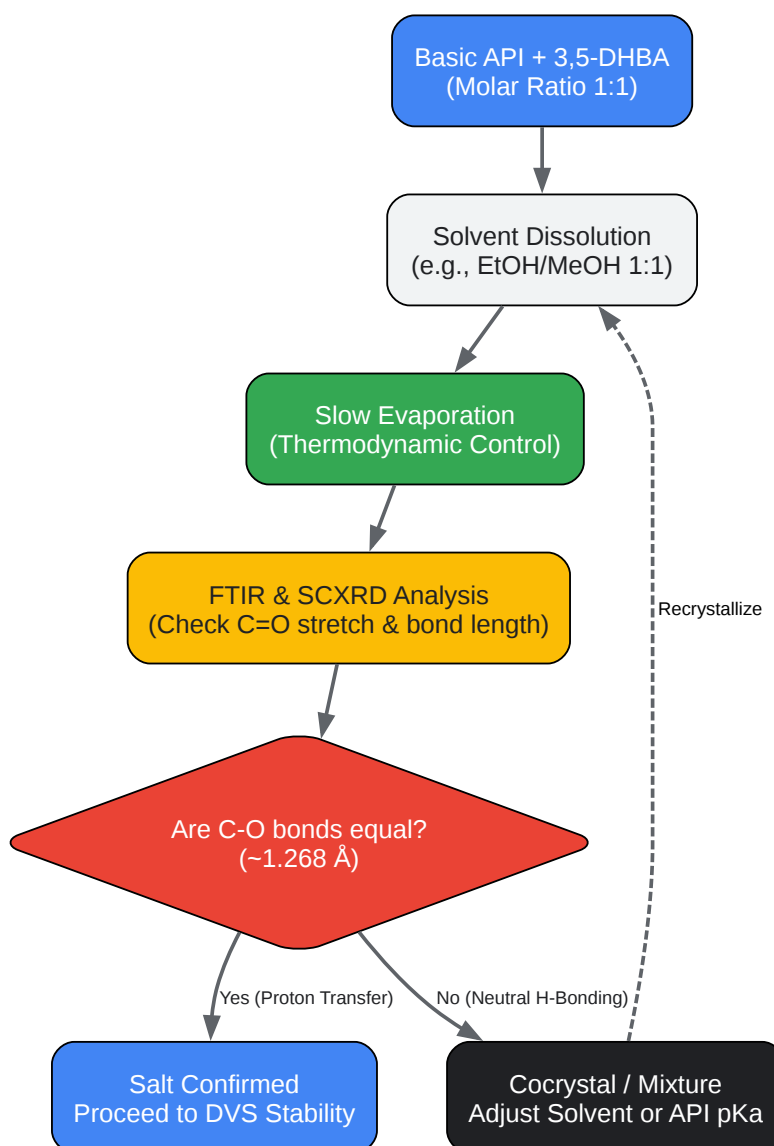 Basic API + 3,5-DHBA
(Molar Ratio 1:1)
Solvent Dissolution
(e.g., EtOH/MeOH 1:1)
Slow Evaporation
(Thermodynamic Control)
FTIR & SCXRD Analysis
(Check C=O stretch & bond length)
Recrystallize
Are C-O bonds equal?
(~1.268 Å)
Yes (Proton Transfer)
No (Neutral H-Bonding)
Salt Confirmed
Proceed to DVS Stability
Cocrystal / Mixture
Adjust Solvent or API pKa